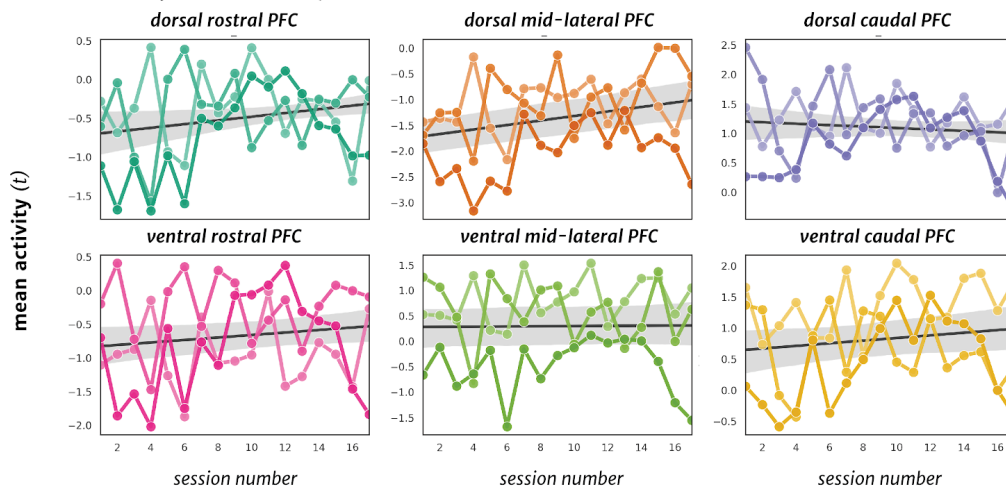 dorsal rostral PFC
dorsal mid-lateral PFC
dorsal caudal PFC
0.5
0.0
−0.5
−1.0
−1.5
0.0
−0.5
−1.0
−1.5
−2.0
−2.5
−3.0
2.5
2.0
1.5
1.0
0.5
0.0
mean activity (t)
ventral rostral PFC
ventral mid-lateral PFC
ventral caudal PFC
0.5
0.0
−0.5
−1.0
−1.5
−2.0
1.5
1.0
0.5
0.0
−0.5
−1.0
−1.5
2.0
1.5
1.0
0.5
0.0
−0.5
2 4 6 8 10 12 14 16
2 4 6 8 10 12 14 16
2 4 6 8 10 12 14 16
session number
session number
session number